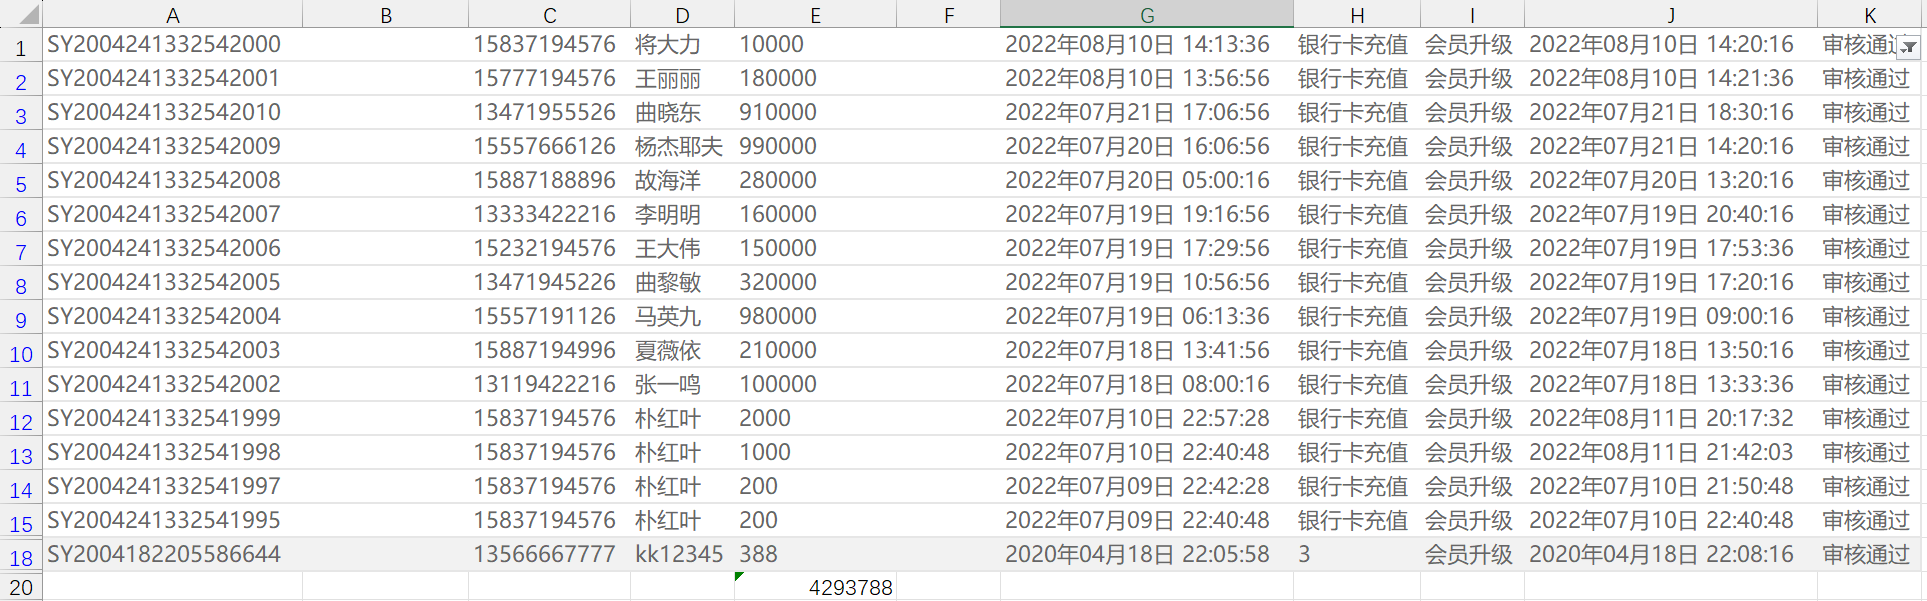 A B C D E F G H I J K
1 SY2004241332542000 15837194576 将大力 10000 2022年08月10日 14:13:36 银行卡充值 会员升级 2022年08月10日 14:20:16 审核通过
2 SY2004241332542001 15777194576 王丽丽 180000 2022年08月10日 13:56:56 银行卡充值 会员升级 2022年08月10日 14:21:36 审核通过
3 SY2004241332542010 13471955526 曲晓东 910000 2022年07月21日 17:06:56 银行卡充值 会员升级 2022年07月21日 18:30:16 审核通过
4 SY2004241332542009 15557666126 杨杰耶夫 990000 2022年07月20日 16:06:56 银行卡充值 会员升级 2022年07月21日 14:20:16 审核通过
5 SY2004241332542008 15887188896 故海洋 280000 2022年07月20日 05:00:16 银行卡充值 会员升级 2022年07月20日 13:20:16 审核通过
6 SY2004241332542007 13333422216 李明明 160000 2022年07月19日 19:16:56 银行卡充值 会员升级 2022年07月19日 20:40:16 审核通过
7 SY2004241332542006 15232194576 王大伟 150000 2022年07月19日 17:29:56 银行卡充值 会员升级 2022年07月19日 17:53:36 审核通过
8 SY2004241332542005 13471945226 曲黎敏 320000 2022年07月19日 10:56:56 银行卡充值 会员升级 2022年07月19日 17:20:16 审核通过
9 SY2004241332542004 15557191126 马英九 980000 2022年07月19日 06:13:36 银行卡充值 会员升级 2022年07月19日 09:00:16 审核通过
10 SY2004241332542003 15887194996 夏薇依 210000 2022年07月18日 13:41:56 银行卡充值 会员升级 2022年07月18日 13:50:16 审核通过
11 SY2004241332542002 13119422216 张一鸣 100000 2022年07月18日 08:00:16 银行卡充值 会员升级 2022年07月18日 13:33:36 审核通过
12 SY2004241332541999 15837194576 朴红叶 2000 2022年07月10日 22:57:28 银行卡充值 会员升级 2022年08月11日 20:17:32 审核通过
13 SY2004241332541998 15837194576 朴红叶 1000 2022年07月10日 22:40:48 银行卡充值 会员升级 2022年08月11日 21:42:03 审核通过
14 SY2004241332541997 15837194576 朴红叶 200 2022年07月09日 22:42:28 银行卡充值 会员升级 2022年07月10日 21:50:48 审核通过
15 SY2004241332541995 15837194576 朴红叶 200 2022年07月09日 22:40:48 银行卡充值 会员升级 2022年07月10日 22:40:48 审核通过
18 SY2004182205586644 13566667777 kk12345 388 2020年04月18日 22:05:58 3 会员升级 2020年04月18日 22:08:16 审核通过
20 4293788